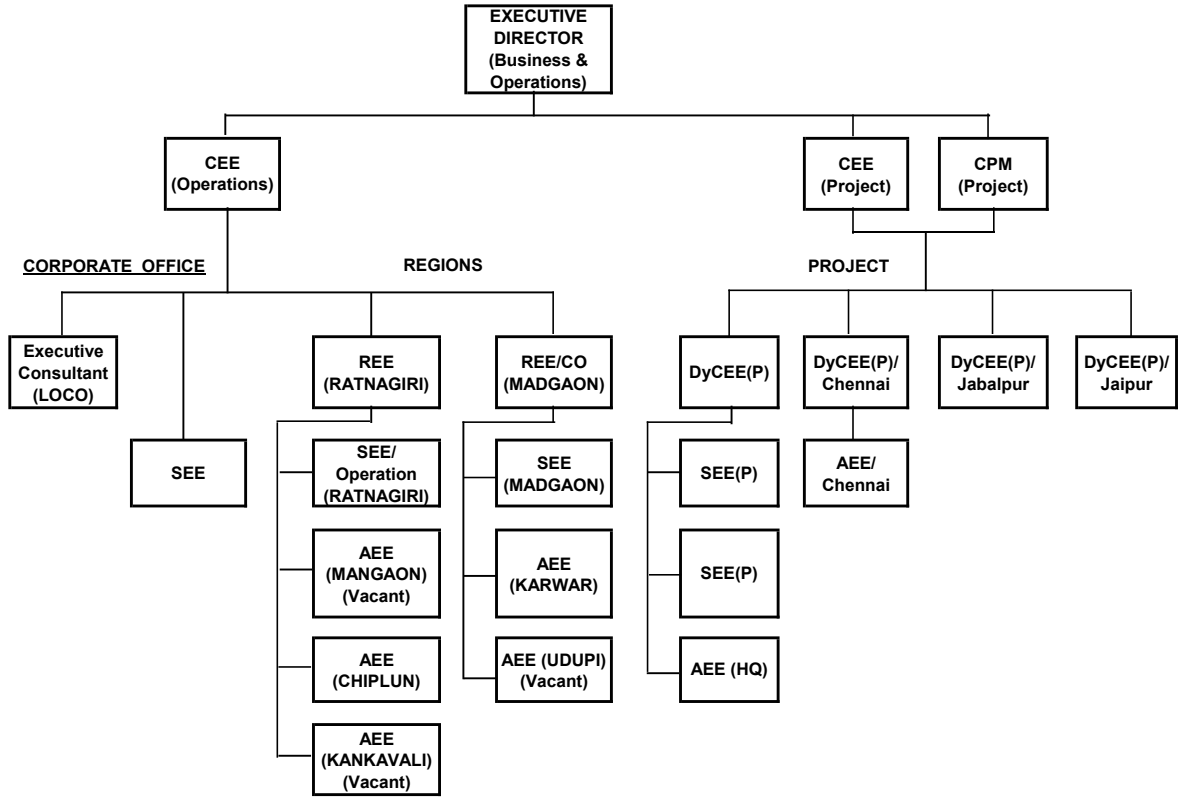 EXECUTIVE
DIRECTOR
(Business &
Operations)
CEE
(Operations)
CEE
(Project)
CPM
(Project)
CORPORATE OFFICE
REGIONS
PROJECT
Executive
Consultant
(LOCO)
SEE
REE
(RATNAGIRI)
SEE/
Operation
(RATNAGIRI)
AEE
(MANGAON)
(Vacant)
AEE
(CHIPLUN)
AEE
(KANKAVALI)
(Vacant)
REE/CO
(MADGAON)
SEE
(MADGAON)
AEE
(KARWAR)
AEE (UDUPI)
(Vacant)
DyCEE(P)
SEE(P)
SEE(P)
AEE (HQ)
DyCEE(P)/
Chennai
AEE/
Chennai
DyCEE(P)/
Jabalpur
DyCEE(P)/
Jaipur